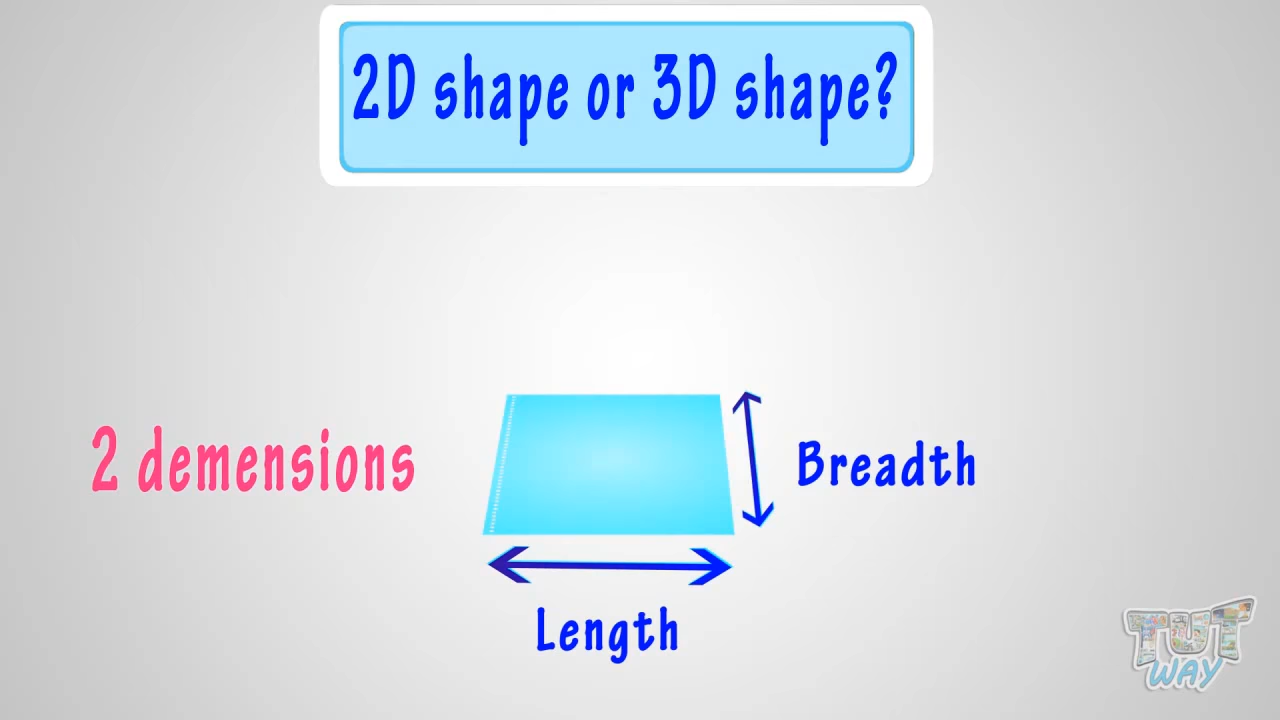 2D shape or 3D shape?
2 demensions
Breadth
Length
TUT
WAY